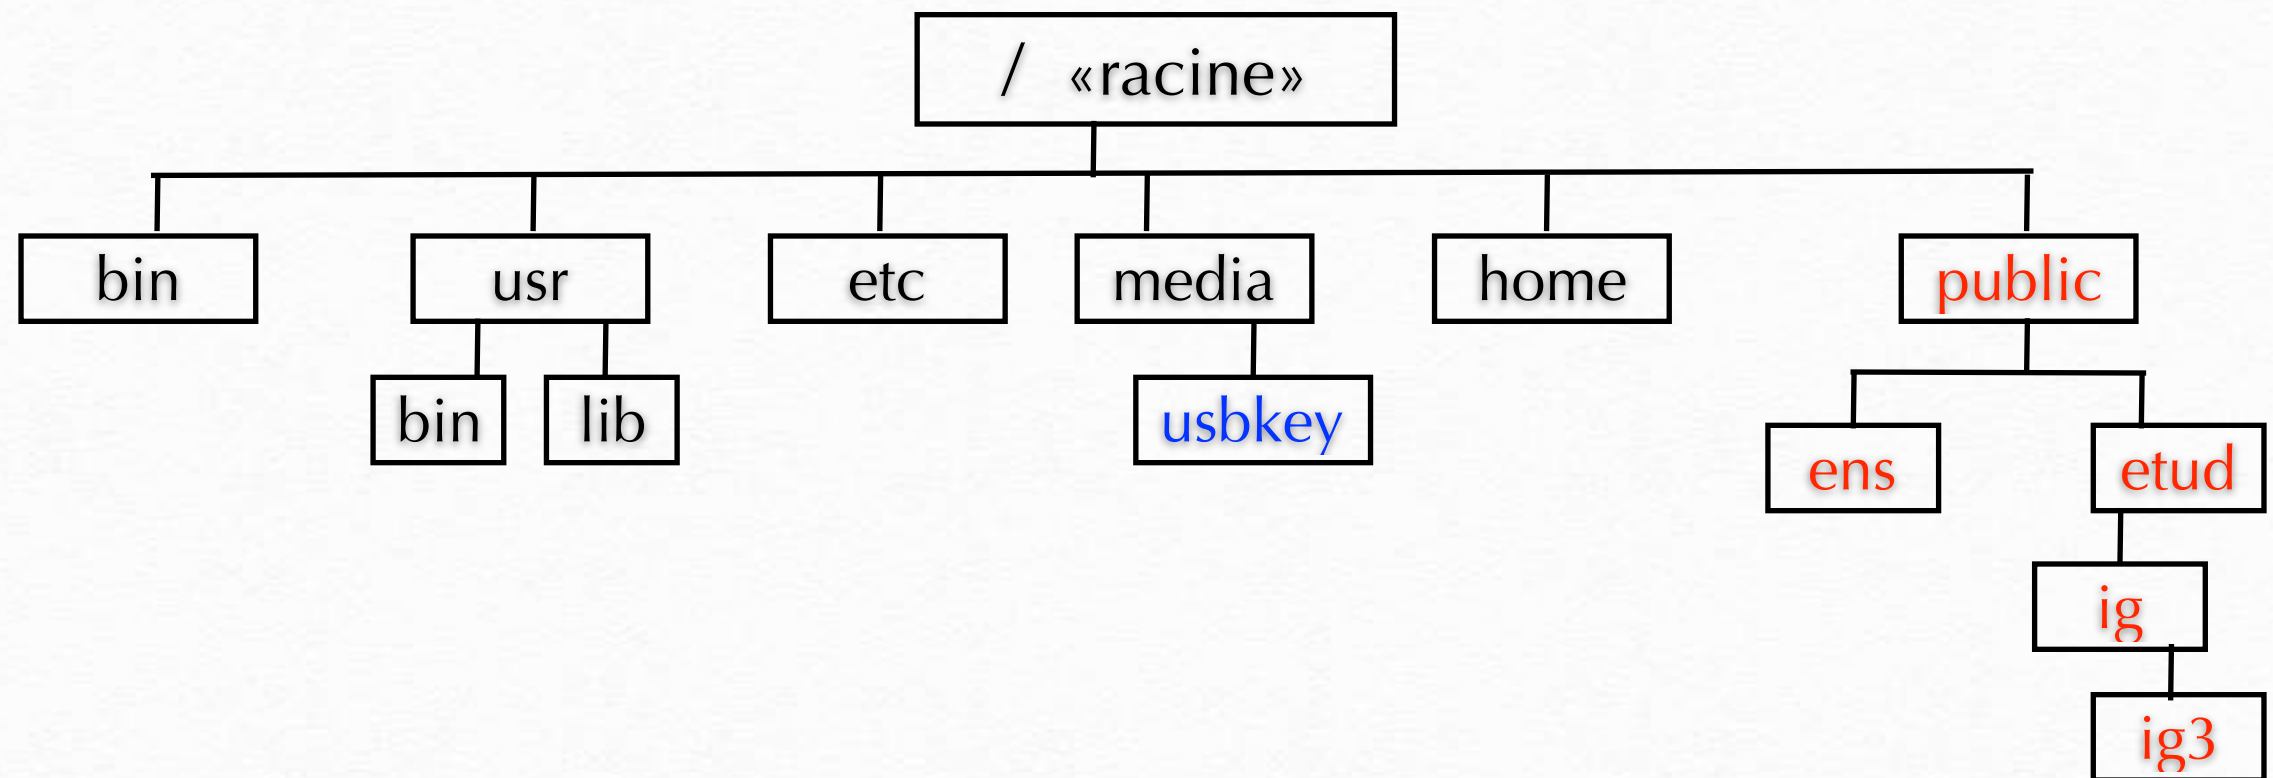 / «racine»
bin
usr
etc
media
home
public
bin
lib
usbkey
ens
etud
ig
ig3